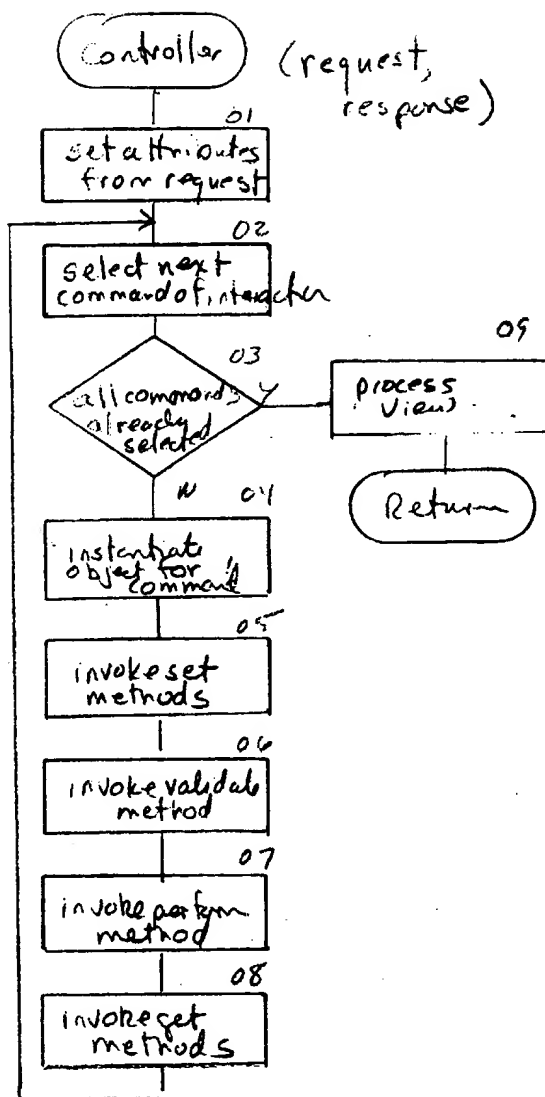 Controller
(request,
response)
01
set attributes
from request
02
select next
command of interaction
03
all commands
already
selected
Y
09
process
view
Return
N
04
instantiate
object for
command
05
invoke set
methods
06
invoke validate
method
07
invoke perform
method
08
invoke get
methods